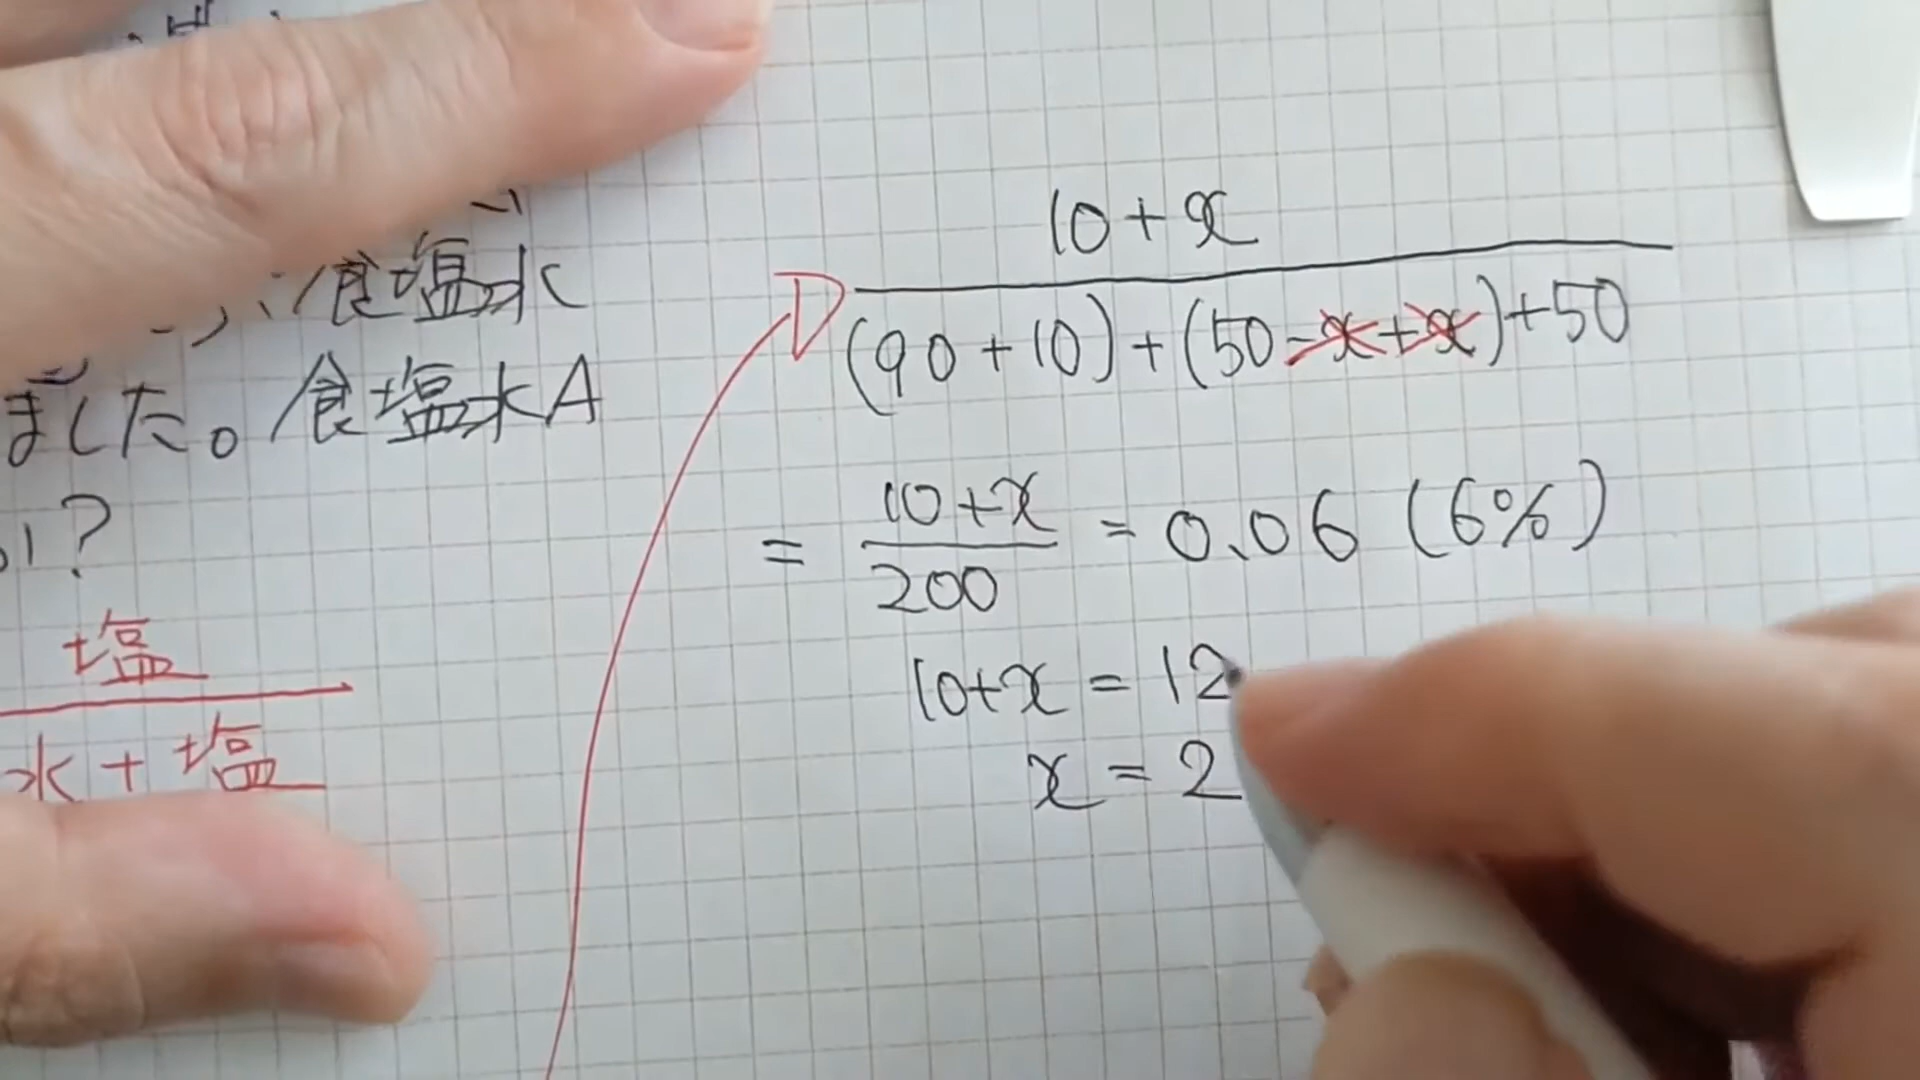 食塩水
ました。食塩水A
?
塩
水+塩
10+x
(90+10)+(50-x+x)+50
= 10+x/200 = 0.06 (6%)
10+x = 12
x = 2